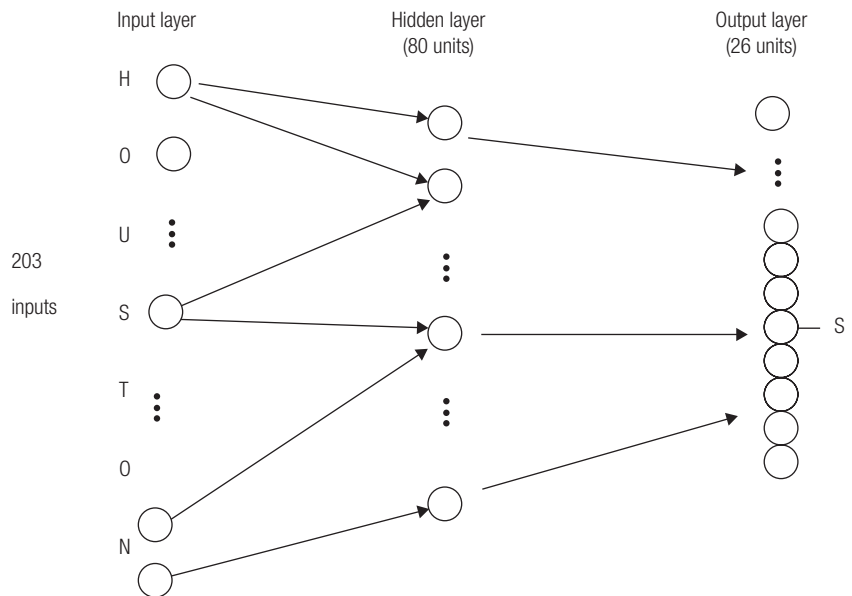 Input layer
Hidden layer
(80 units)
Output layer
(26 units)
H
O
U
203
inputs
S
S
T
O
N